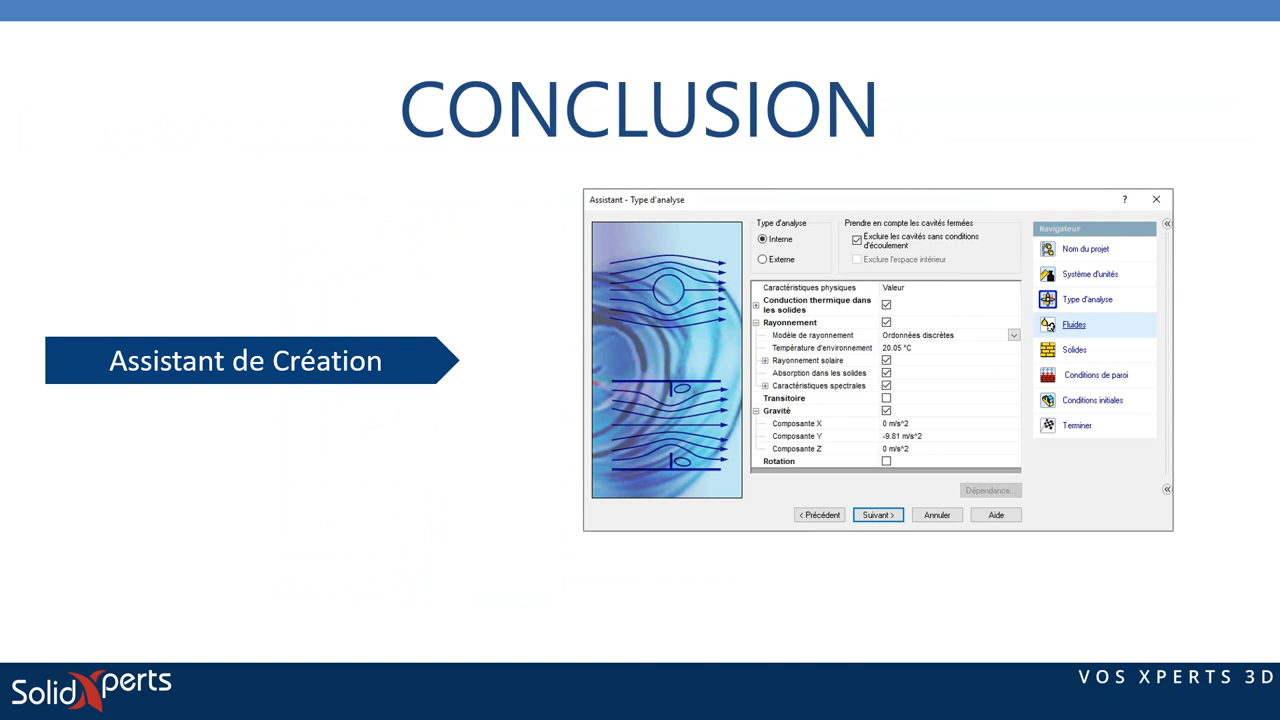 CONCLUSION
Assistant de Création
Assistant - Type d'analyse
?
Type d'analyse
Interne
Externe
Prendre en compte les cavités fermées
Exclure les cavités sans conditions
d'écoulement
Exclure l'espace intérieur
Caractéristiques physiques Valeur
Conduction thermique dans
les solides
Rayonnement
Modèle de rayonnement Ordonnées discrètes
Température d'environnement 20.05 °C
Rayonnement solaire
Absorption dans les solides
Caractéristiques spectrales
Transitoire
Gravité
Composante X 0 m/s^2
Composante Y -9.81 m/s^2
Composante Z 0 m/s^2
Rotation
Dépendance...
< Précédent Suivant > Annuler Aide
Navigateur
Nom du projet
Système d'unités
Type d'analyse
Fluides
Solides
Conditions de paroi
Conditions initiales
Terminer
SolidXperts
VOS XPERTS 3D